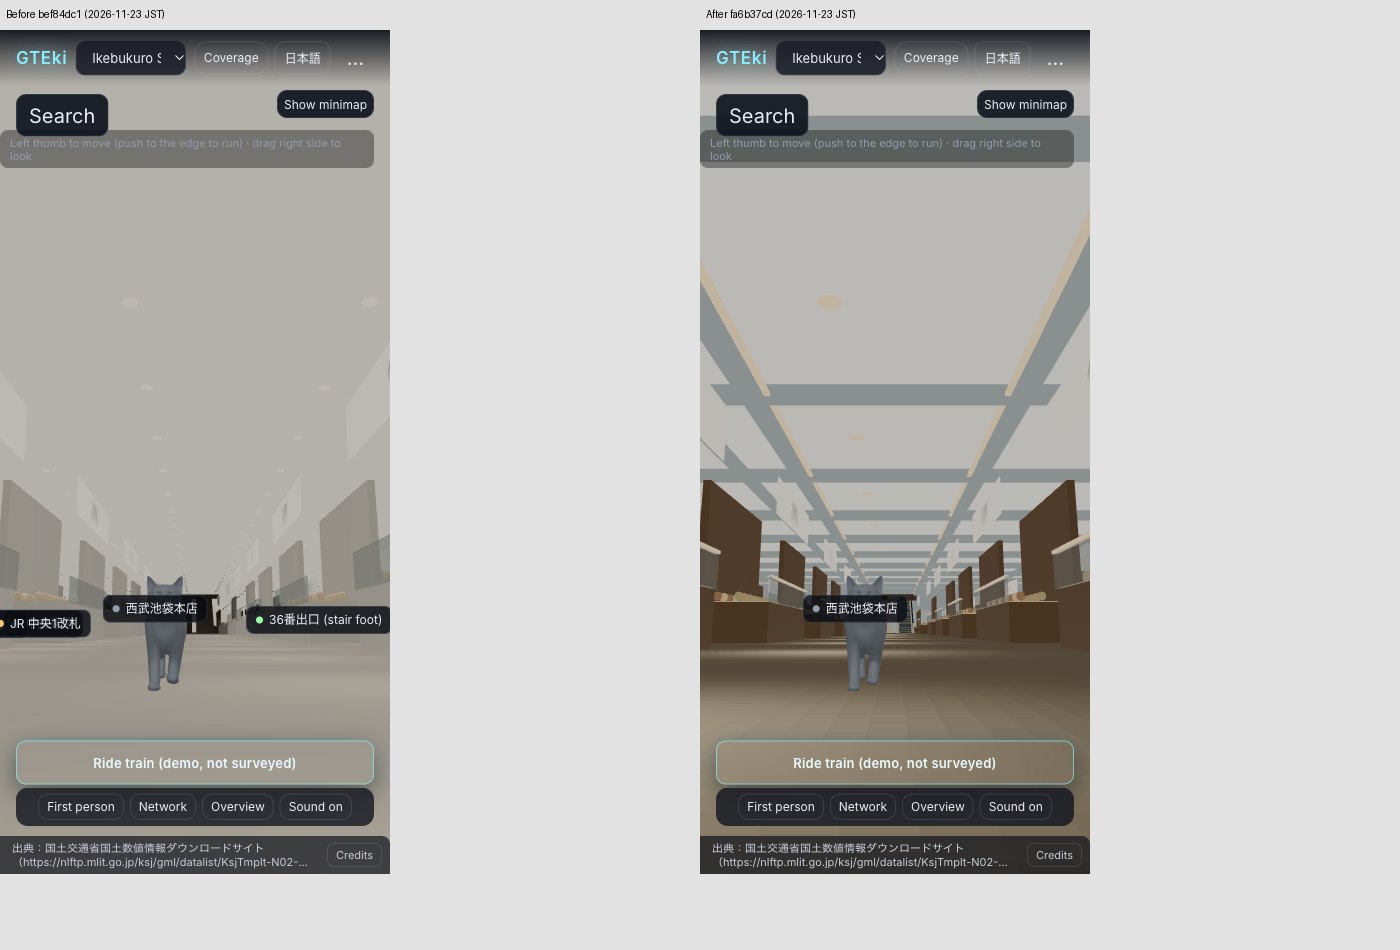 Before bef84dc1 (2026-11-23 JST)
GTEki
Ikebukuro S
Coverage
日本語
...
Search
Show minimap
Left thumb to move (push to the edge to run) · drag right side to
look
西武池袋本店
JR 中央1改札
36番出口 (stair foot)
Ride train (demo, not surveyed)
First person
Network
Overview
Sound on
出典：国土交通省国土数値情報ダウンロードサイト
（https://nlftp.mlit.go.jp/ksj/gml/datalist/KsjTmplt-N02-...
Credits
After fa6b37cd (2026-11-23 JST)
GTEki
Ikebukuro S
Coverage
日本語
...
Search
Show minimap
Left thumb to move (push to the edge to run) · drag right side to
look
西武池袋本店
Ride train (demo, not surveyed)
First person
Network
Overview
Sound on
出典：国土交通省国土数値情報ダウンロードサイト
（https://nlftp.mlit.go.jp/ksj/gml/datalist/KsjTmplt-N02-...
Credits